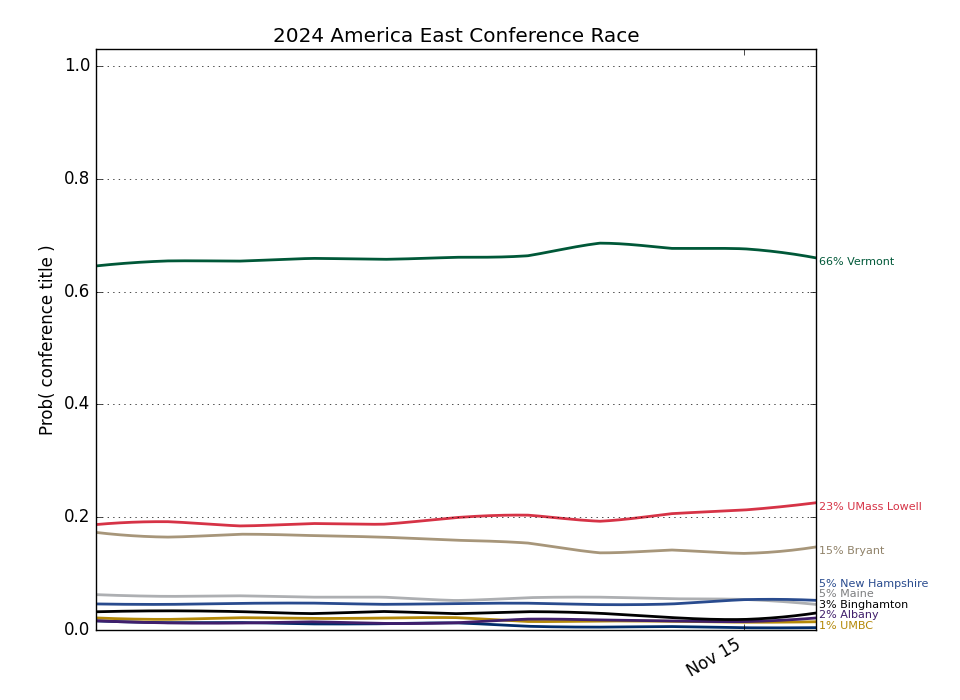 2024 America East Conference Race
Prob( conference title )
1.0
0.8
0.6
0.4
0.2
0.0
Nov 15
66% Vermont
23% UMass Lowell
15% Bryant
5% New Hampshire
5% Maine
3% Binghamton
2% Albany
1% UMBC